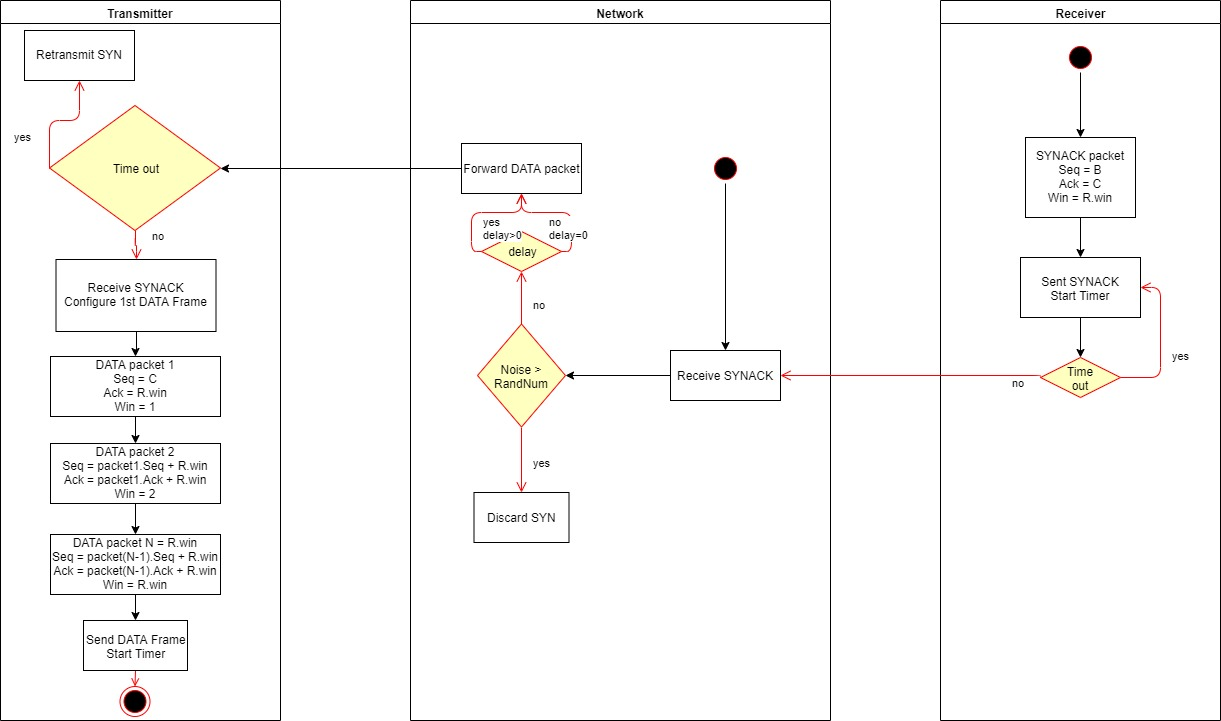 Transmitter
Retransmit SYN
yes
Time out
no
Receive SYNACK
Configure 1st DATA Frame
DATA packet 1
Seq = C
Ack = R.win
Win = 1
DATA packet 2
Seq = packet1.Seq + R.win
Ack = packet1.Ack + R.win
Win = 2
DATA packet N = R.win
Seq = packet(N-1).Seq + R.win
Ack = packet(N-1).Ack + R.win
Win = R.win
Send DATA Frame
Start Timer
Network
Forward DATA packet
yes
delay>0
no
delay=0
delay
no
Noise >
RandNum
Receive SYNACK
yes
Discard SYN
Receiver
SYNACK packet
Seq = B
Ack = C
Win = R.win
Sent SYNACK
Start Timer
yes
Time
out
no